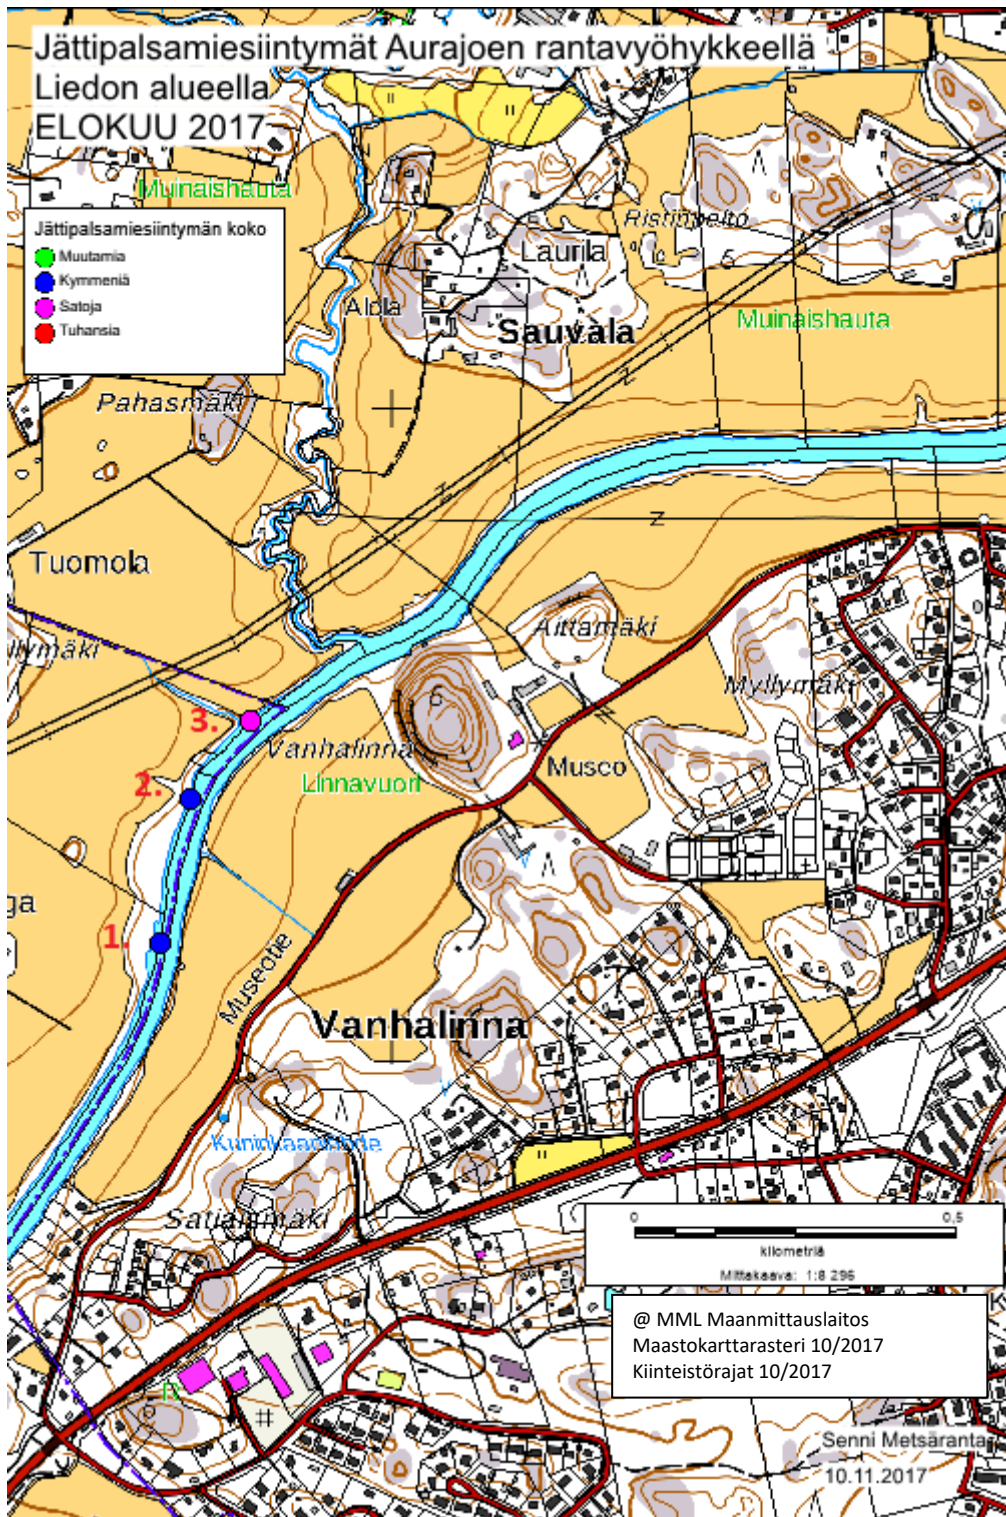 Jättipalsamiesiintymät Aurajoen rantavyöhykkeellä
Liedon alueella
ELOKUU 2017
Muinaishauta
Jättipalsamiesiintymän koko
Muutamia
Kymmeniä
Satoja
Tuhansia
Ristinpelto
Laurila
Alola
Sauvala
Muinaishauta
Pahasmäki
Tuomola
Aittamäki
Myllymäki
3.
Vanhalinna
Linnavuori
Musco
2.
1.
Museotie
Vanhalinna
0 0,5
kilometriä
Mittakaava: 1:8 296
@ MML Maanmittauslaitos
Maastokarttarasteri 10/2017
Kiinteistörajat 10/2017
R
Senni Metsäranta
10.11.2017